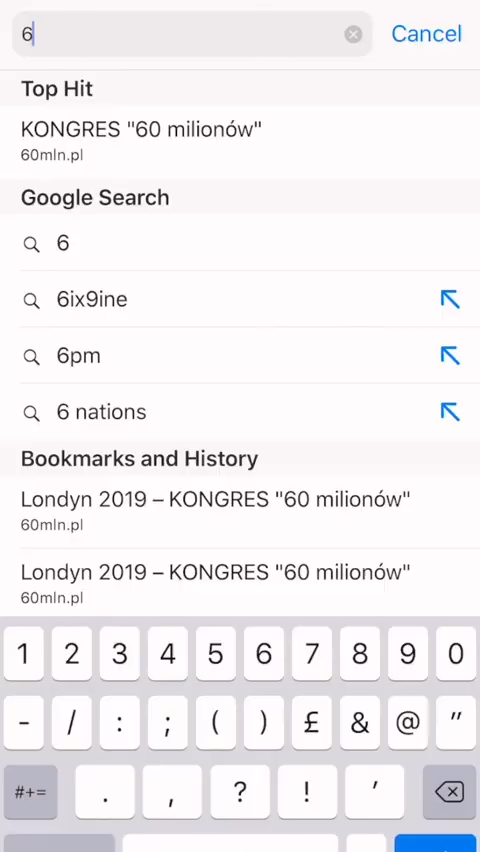 6
Cancel
Top Hit
KONGRES "60 milionów"
60mln.pl
Google Search
6
6ix9ine
6pm
6 nations
Bookmarks and History
Londyn 2019 – KONGRES "60 milionów"
60mln.pl
Londyn 2019 – KONGRES "60 milionów"
60mln.pl
1 2 3 4 5 6 7 8 9 0
- / : ; ( ) £ & @ "
#+= . , ? ! '